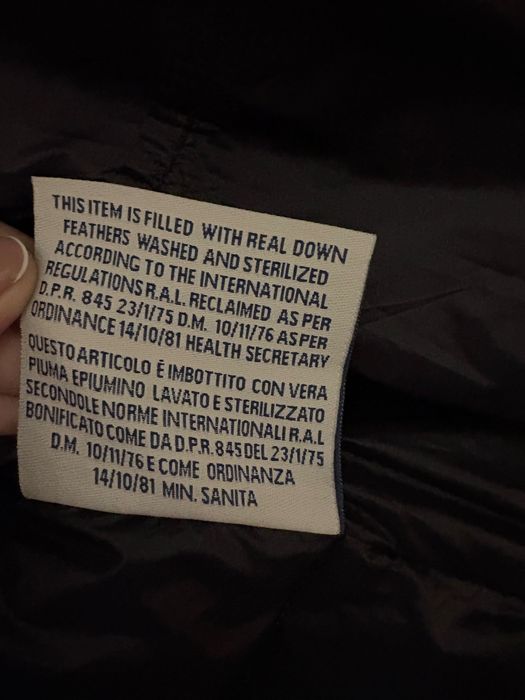 THIS ITEM IS FILLED WITH REAL DOWN
FEATHERS WASHED AND STERILIZED
ACCORDING TO THE INTERNATIONAL
REGULATIONS R.A.L. RECLAIMED AS PER
D.P.R. 845 23/1/75 D.M. 10/11/76 AS PER
ORDINANCE 14/10/81 HEALTH SECRETARY
QUESTO ARTICOLO È IMBOTTITO CON VERA
PIUMA EPIUMINO LAVATO E STERILIZZATO
SECONDOLE NORME INTERNATIONALI R.A.L
BONIFICATO COME DA D.P.R. 845 DEL 23/1/75
D.M. 10/11/76 E COME ORDINANZA
14/10/81 MIN. SANITA